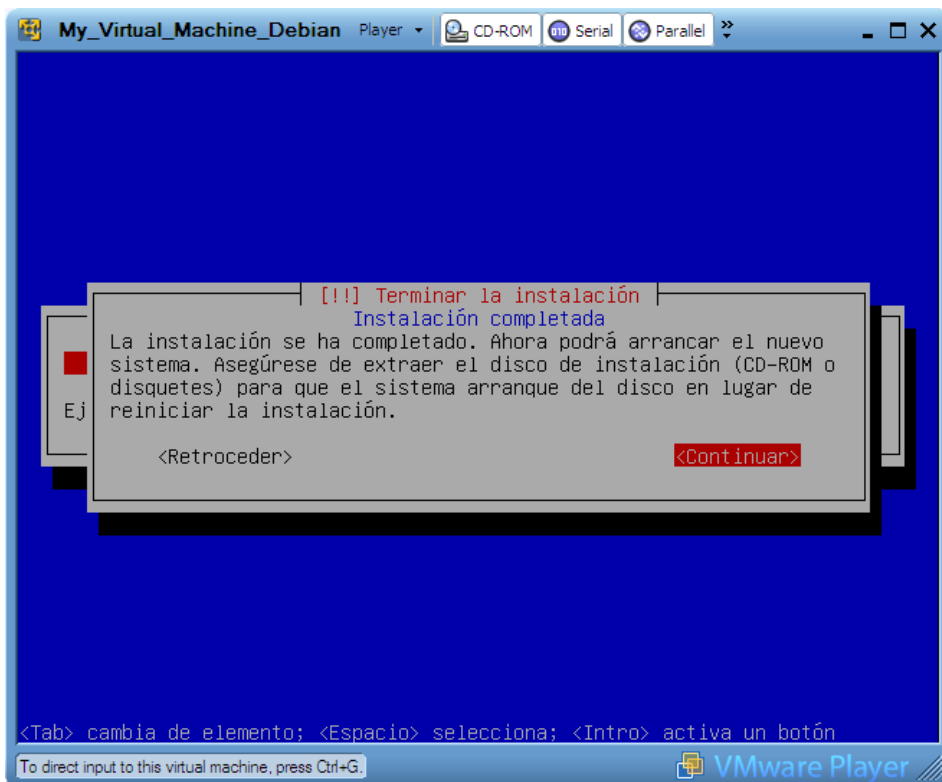 My_Virtual_Machine_Debian Player CD-ROM Serial Parallel
[!!] Terminar la instalación
Instalación completada
La instalación se ha completado. Ahora podrá arrancar el nuevo
sistema. Asegúrese de extraer el disco de instalación (CD-ROM o
disquetes) para que el sistema arranque del disco en lugar de
Ej
reiniciar la instalación.
<Retroceder> <Continuar>
<Tab> cambia de elemento; <Espacio> selecciona; <Intro> activa un botón
To direct input to this virtual machine, press Ctrl+G. VMware Player